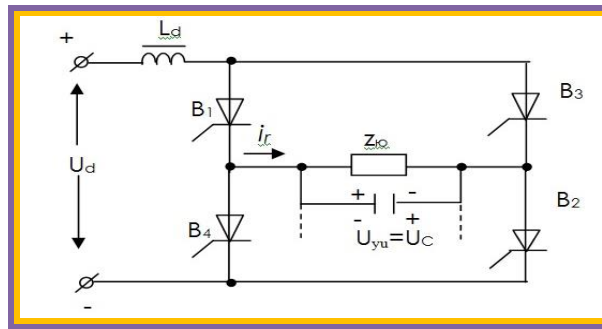 +
Ld
B1
B3
ir
zю
Ud
+ -
B4
B2
- +
Uyu=UC
-